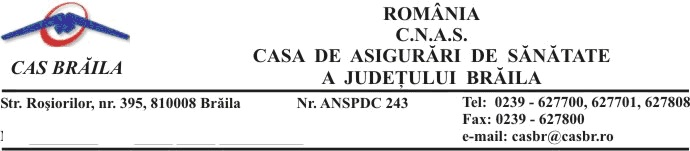 ROMÂNIA
C.N.A.S.
CASA DE ASIGURĂRI DE SĂNĂTATE
A JUDEȚULUI BRĂILA
CAS BRĂILA
Str. Roşiorilor, nr. 395, 810008 Brăila Nr. ANSPDC 243 Tel: 0239 - 627700, 627701, 627808
Fax: 0239 - 627800
e-mail: casbr@casbr.ro